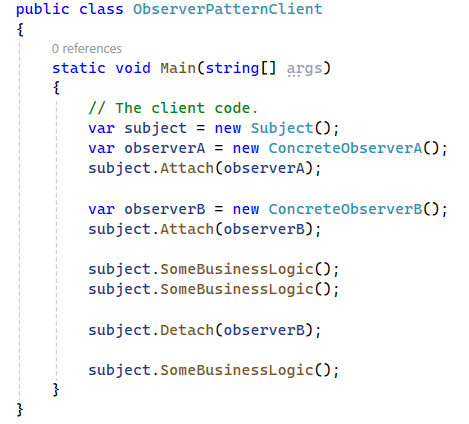 public class ObserverPatternClient
{
0 references
static void Main(string[] args)
{
// The client code.
var subject = new Subject();
var observerA = new ConcreteObserverA();
subject.Attach(observerA);
var observerB = new ConcreteObserverB();
subject.Attach(observerB);
subject.SomeBusinessLogic();
subject.SomeBusinessLogic();
subject.Detach(observerB);
subject.SomeBusinessLogic();
}
}